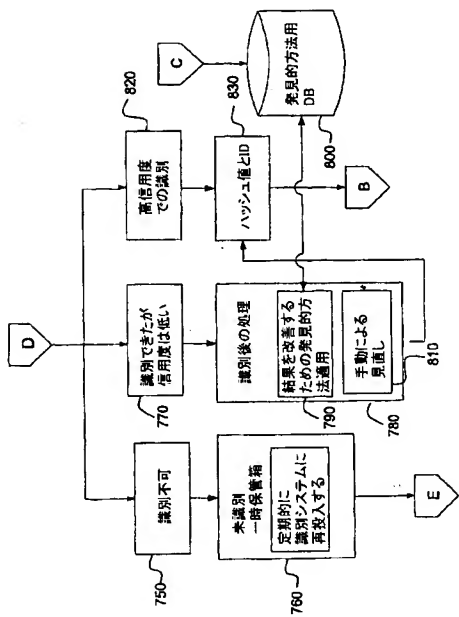 D
750
識別不可
770
識別できたが
信用度は低い
820
高信用度
での識別
C
760
未識別
一時保管箱
定期的に
識別システムに
再投入する
780
識別後の処理
790
結果を改善する
ための発見的方
法適用
手動による
見直し
810
830
ハッシュ値とID
発見的方法用
DB
800
E
B